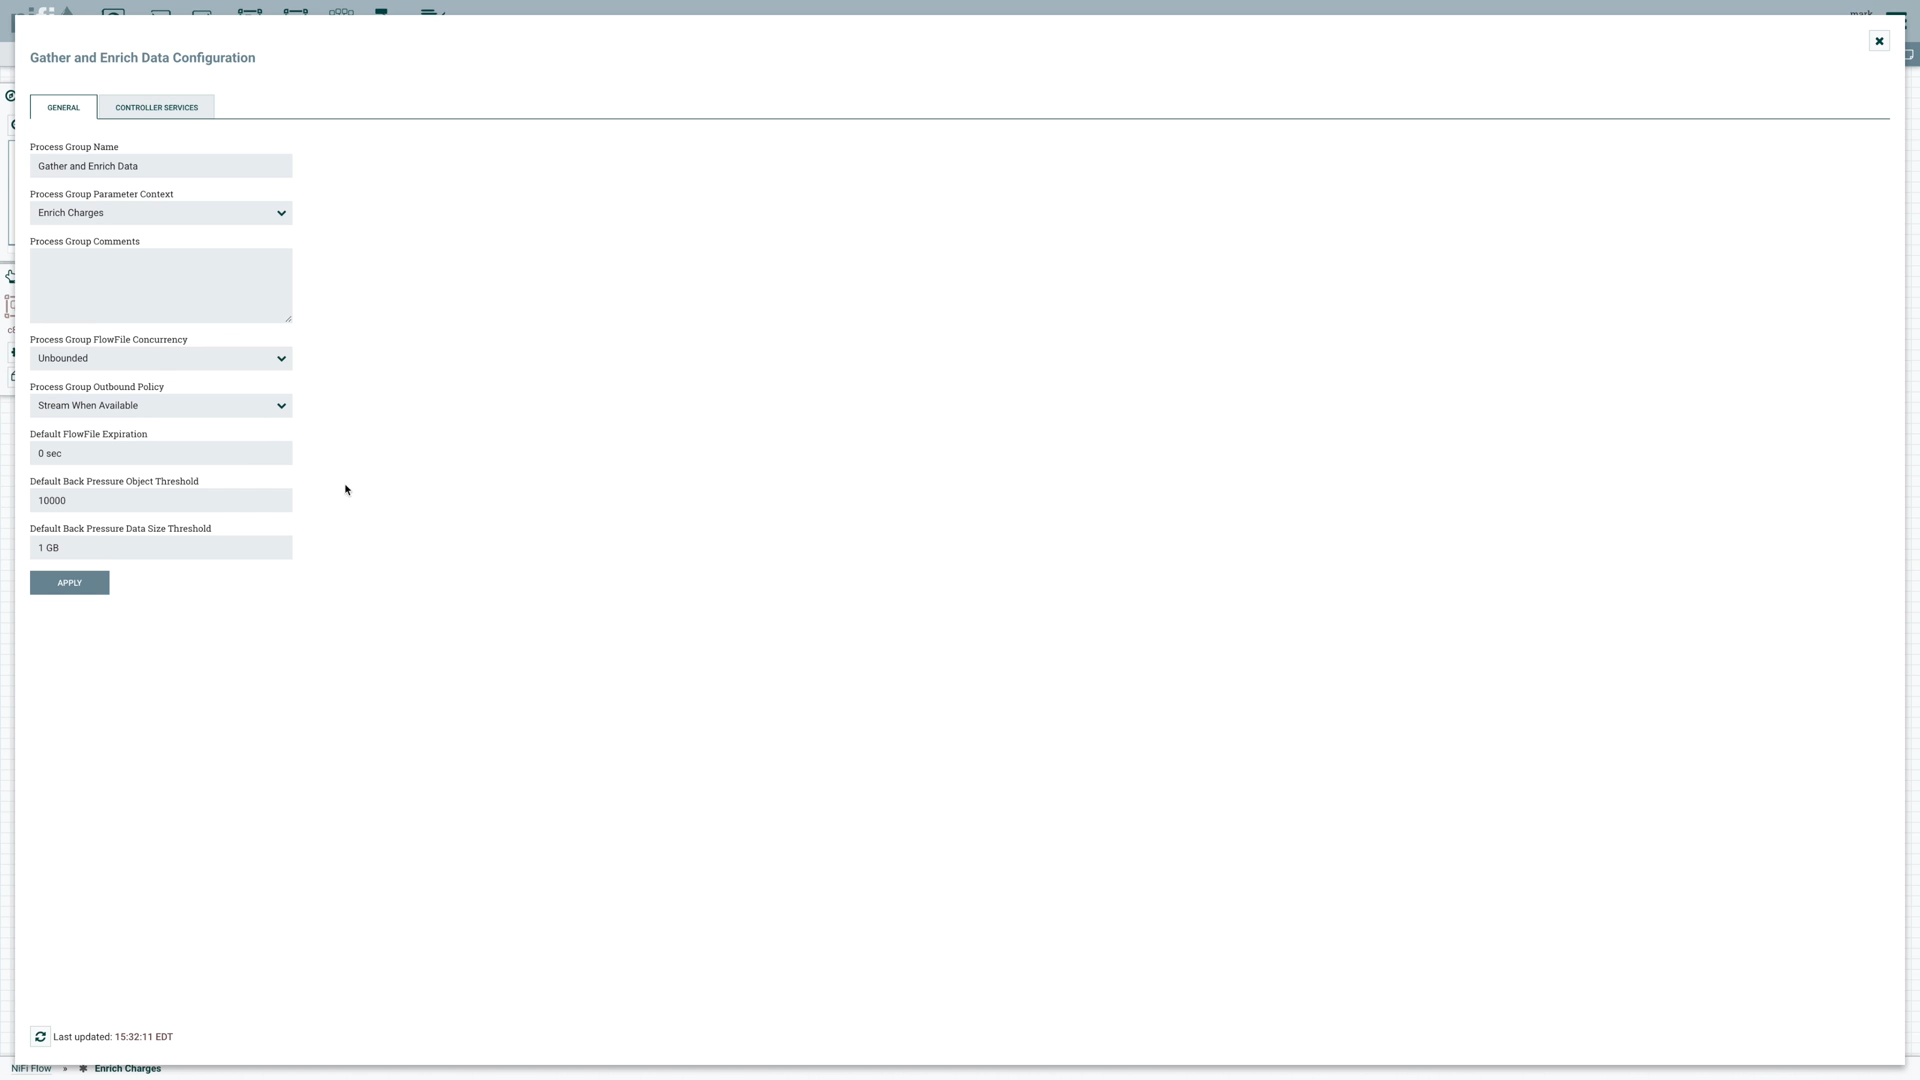 mark
Gather and Enrich Data Configuration
GENERAL
CONTROLLER SERVICES
Process Group Name
Gather and Enrich Data
Process Group Parameter Context
Enrich Charges
Process Group Comments
Process Group FlowFile Concurrency
Unbounded
Process Group Outbound Policy
Stream When Available
Default FlowFile Expiration
0 sec
Default Back Pressure Object Threshold
10000
Default Back Pressure Data Size Threshold
1 GB
APPLY
Last updated: 15:32:11 EDT
NiFi Flow » Enrich Charges